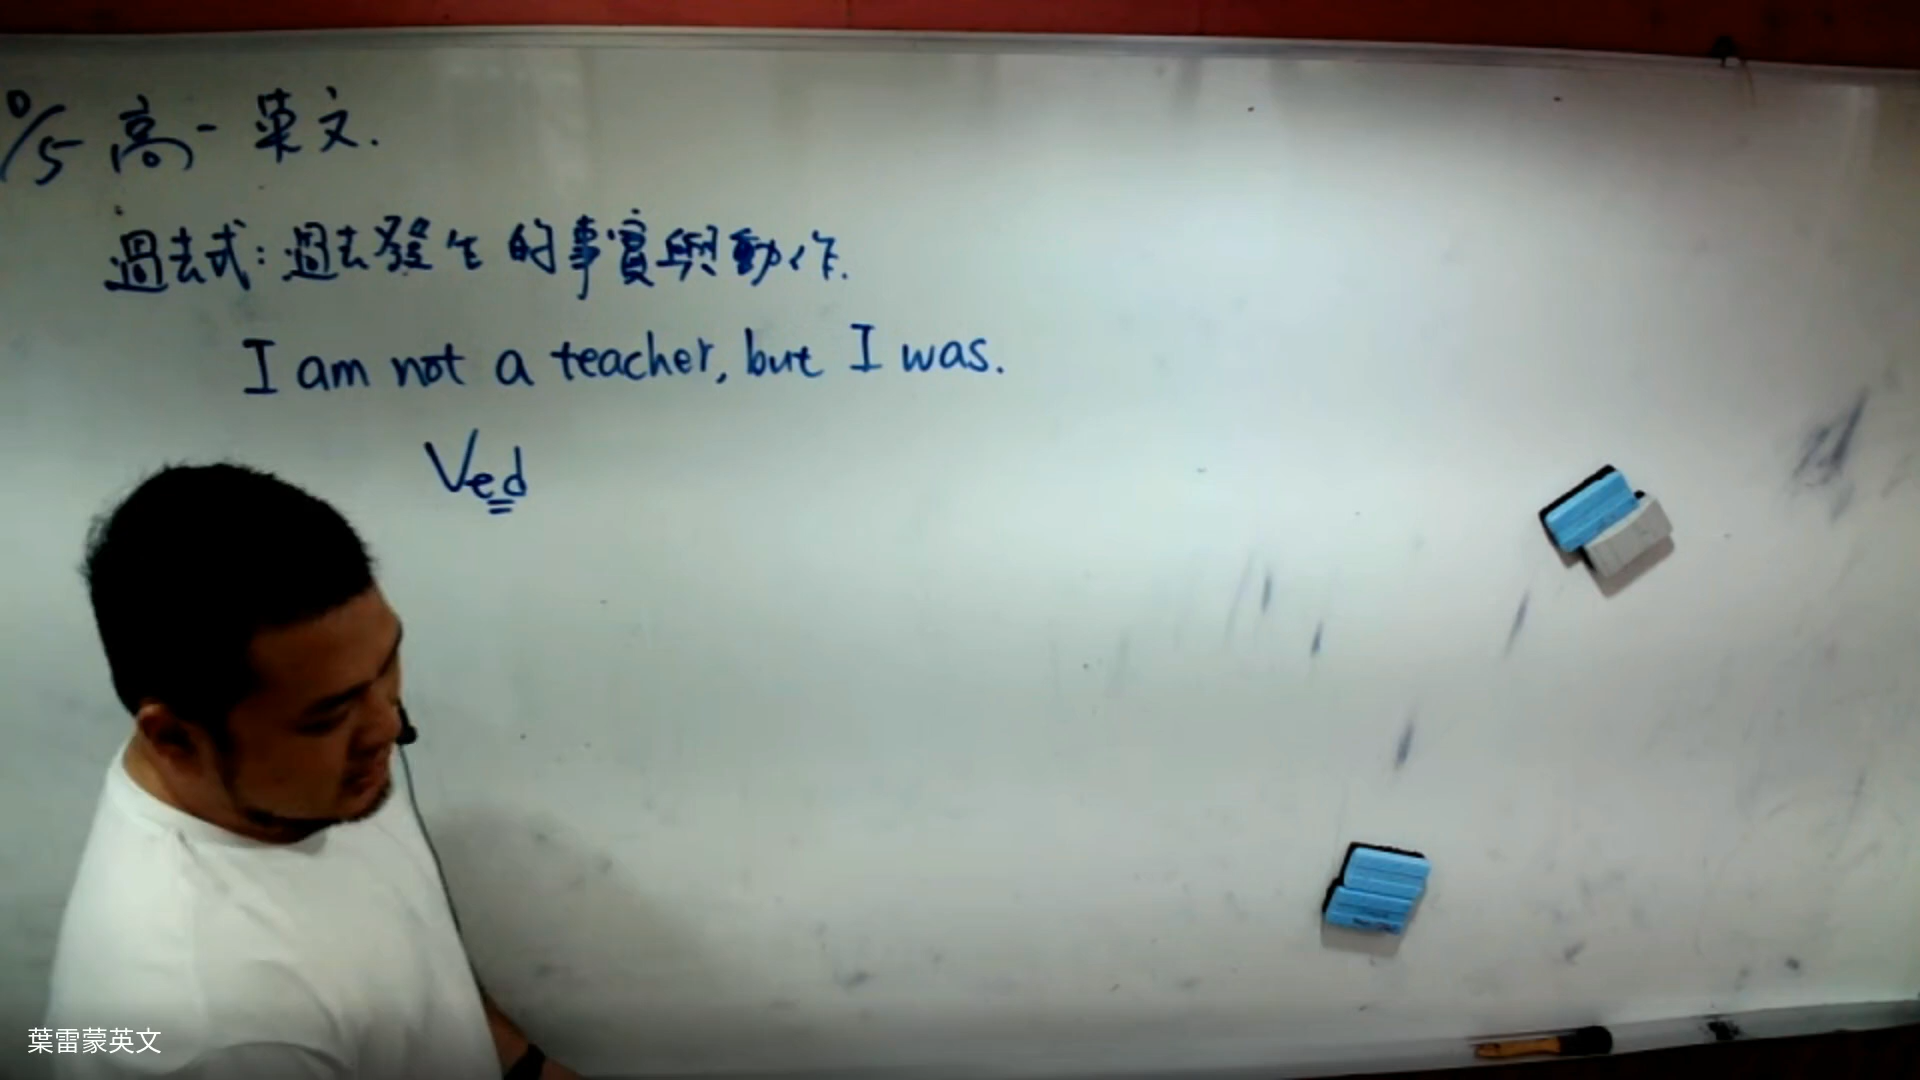 0/5 高一英文.
過去式:過去發生的事實與動作.
I am not a teacher, but I was.
Ved
葉雷蒙英文